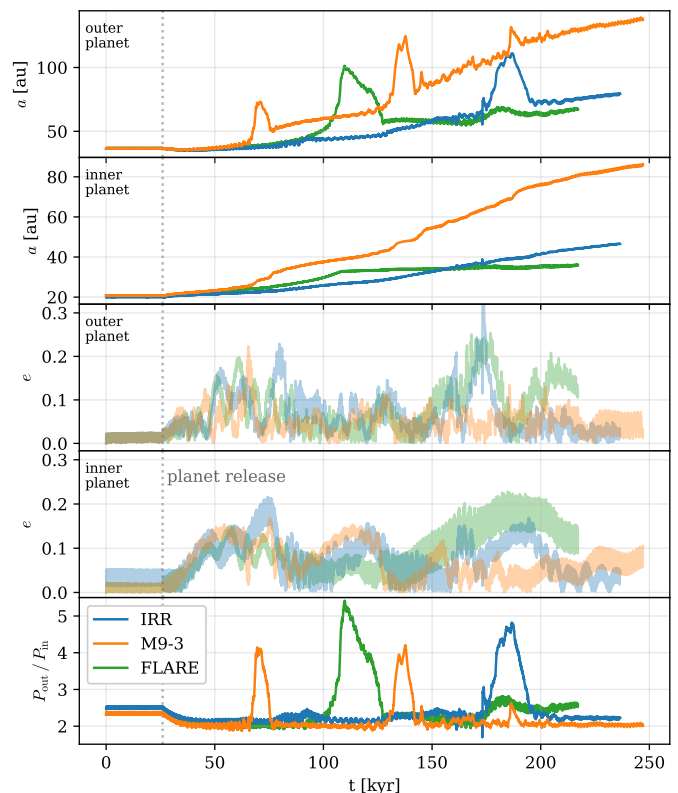 outer
planet
a [au]
100
50
inner
planet
a [au]
80
60
40
20
outer
planet
e
0.3
0.2
0.1
0.0
inner
planet
planet release
e
0.3
0.2
0.1
0.0
IRR
M9-3
FLARE
P_out / P_in
5
4
3
2
0
50
100
150
200
250
t [kyr]